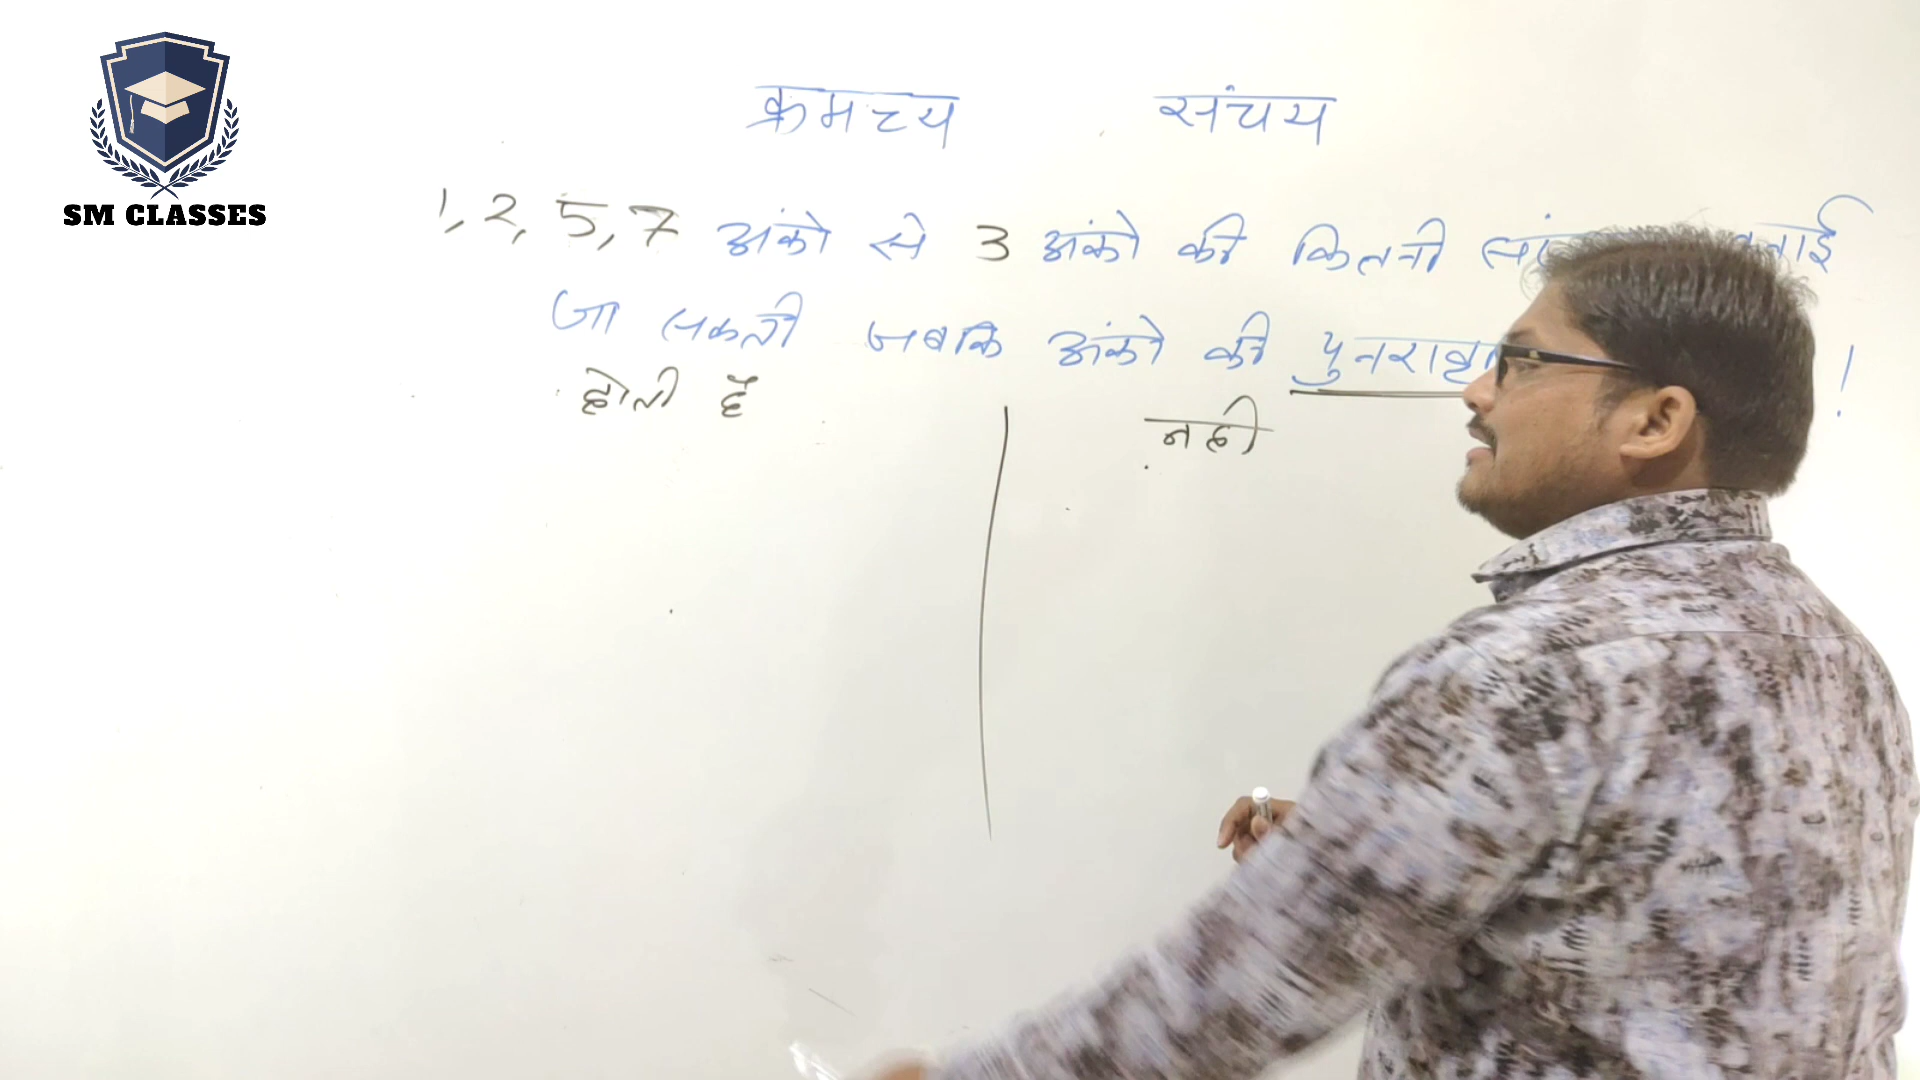 SM CLASSES
क्रमचय संचय
1, 2, 5, 7 अंको से 3 अंको की कितनी
जा सकती जबकि अंको की !
होती है
नही